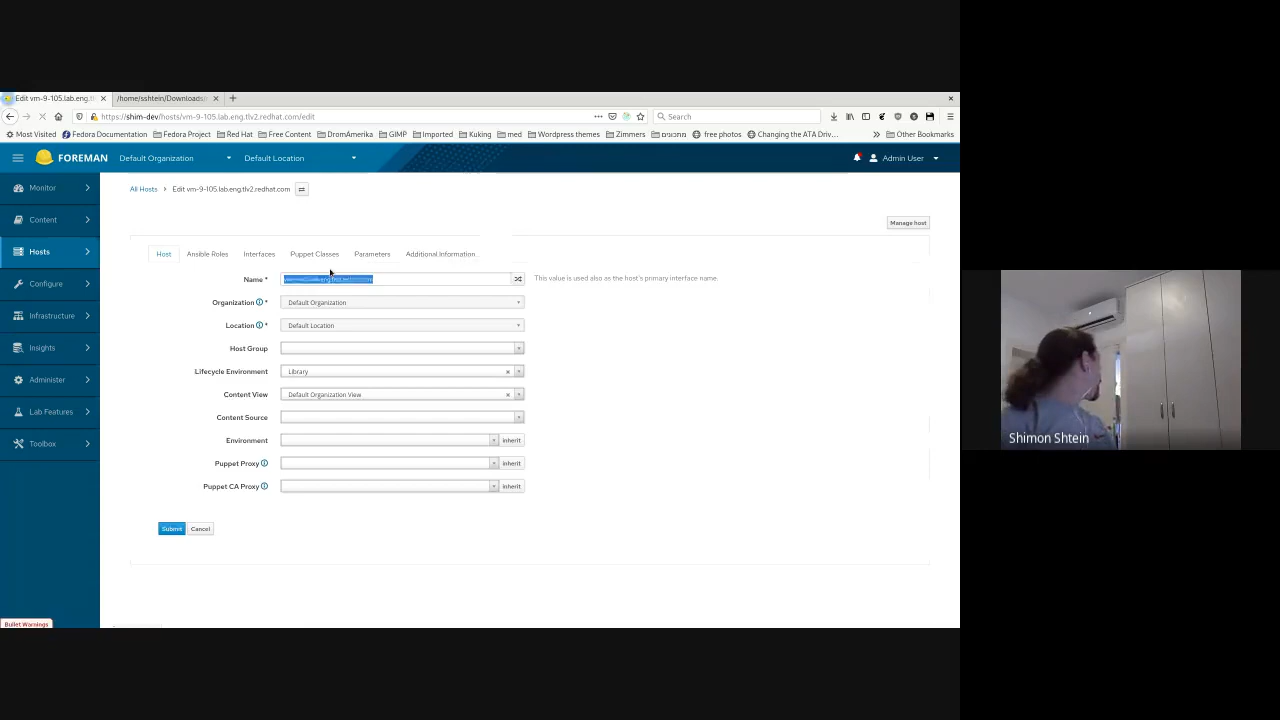 Edit vm-9-105.lab.eng.tl
/home/sshtein/Downloads/
https://shim-dev/hosts/vm-9-105.lab.eng.tlv2.redhat.com/edit
Search
Most Visited Fedora Documentation Fedora Project Red Hat Free Content DromAmerika GIMP Imported Kuking med Wordpress themes Zimmers מתכונים free photos Changing the ATA Driv... Other Bookmarks
FOREMAN Default Organization Default Location Admin User
Monitor
Content
Hosts
Configure
Infrastructure
Insights
Administer
Lab Features
Toolbox
All Hosts > Edit vm-9-105.lab.eng.tlv2.redhat.com
Manage host
Host Ansible Roles Interfaces Puppet Classes Parameters Additional Information
Name *
This value is used also as the host's primary interface name.
Organization * Default Organization
Location * Default Location
Host Group
Lifecycle Environment Library
Content View Default Organization View
Content Source
Environment inherit
Puppet Proxy inherit
Puppet CA Proxy inherit
Submit Cancel
Bullet Warnings
Shimon Shtein